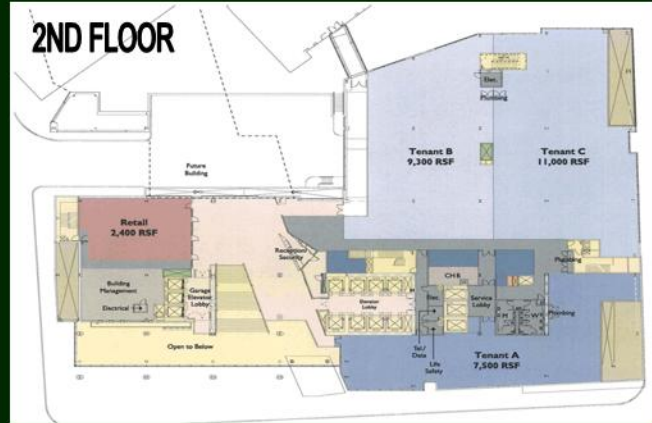 2ND FLOOR
Elec.
Plumbing
Tenant B
9,300 RSF
Tenant C
11,000 RSF
Future
Building
Retail
2,400 RSF
Reception/
Security
Plumbing
Building
Management
Garage
Elevator
Lobby
Electrical
Elevator
Lobby
CHR
Elec.
Service
Lobby
M
W
Plumbing
Open to Below
Tel/
Data
Life
Safety
Tenant A
7,500 RSF